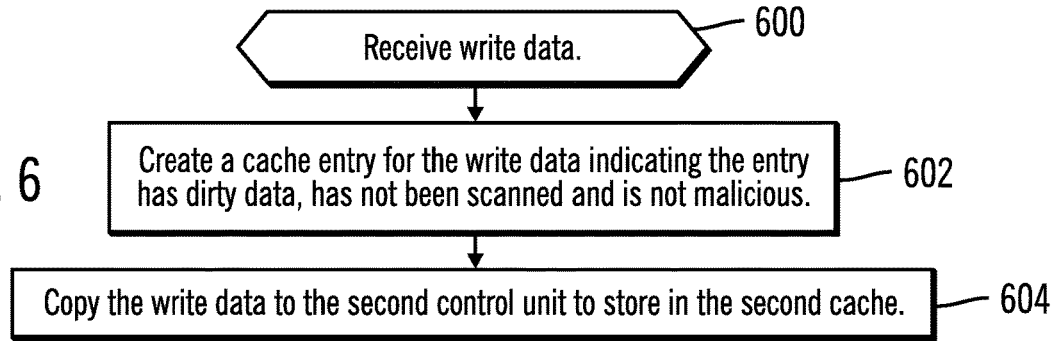 600
Receive write data.
6
Create a cache entry for the write data indicating the entry
has dirty data, has not been scanned and is not malicious.
602
Copy the write data to the second control unit to store in the second cache.
604